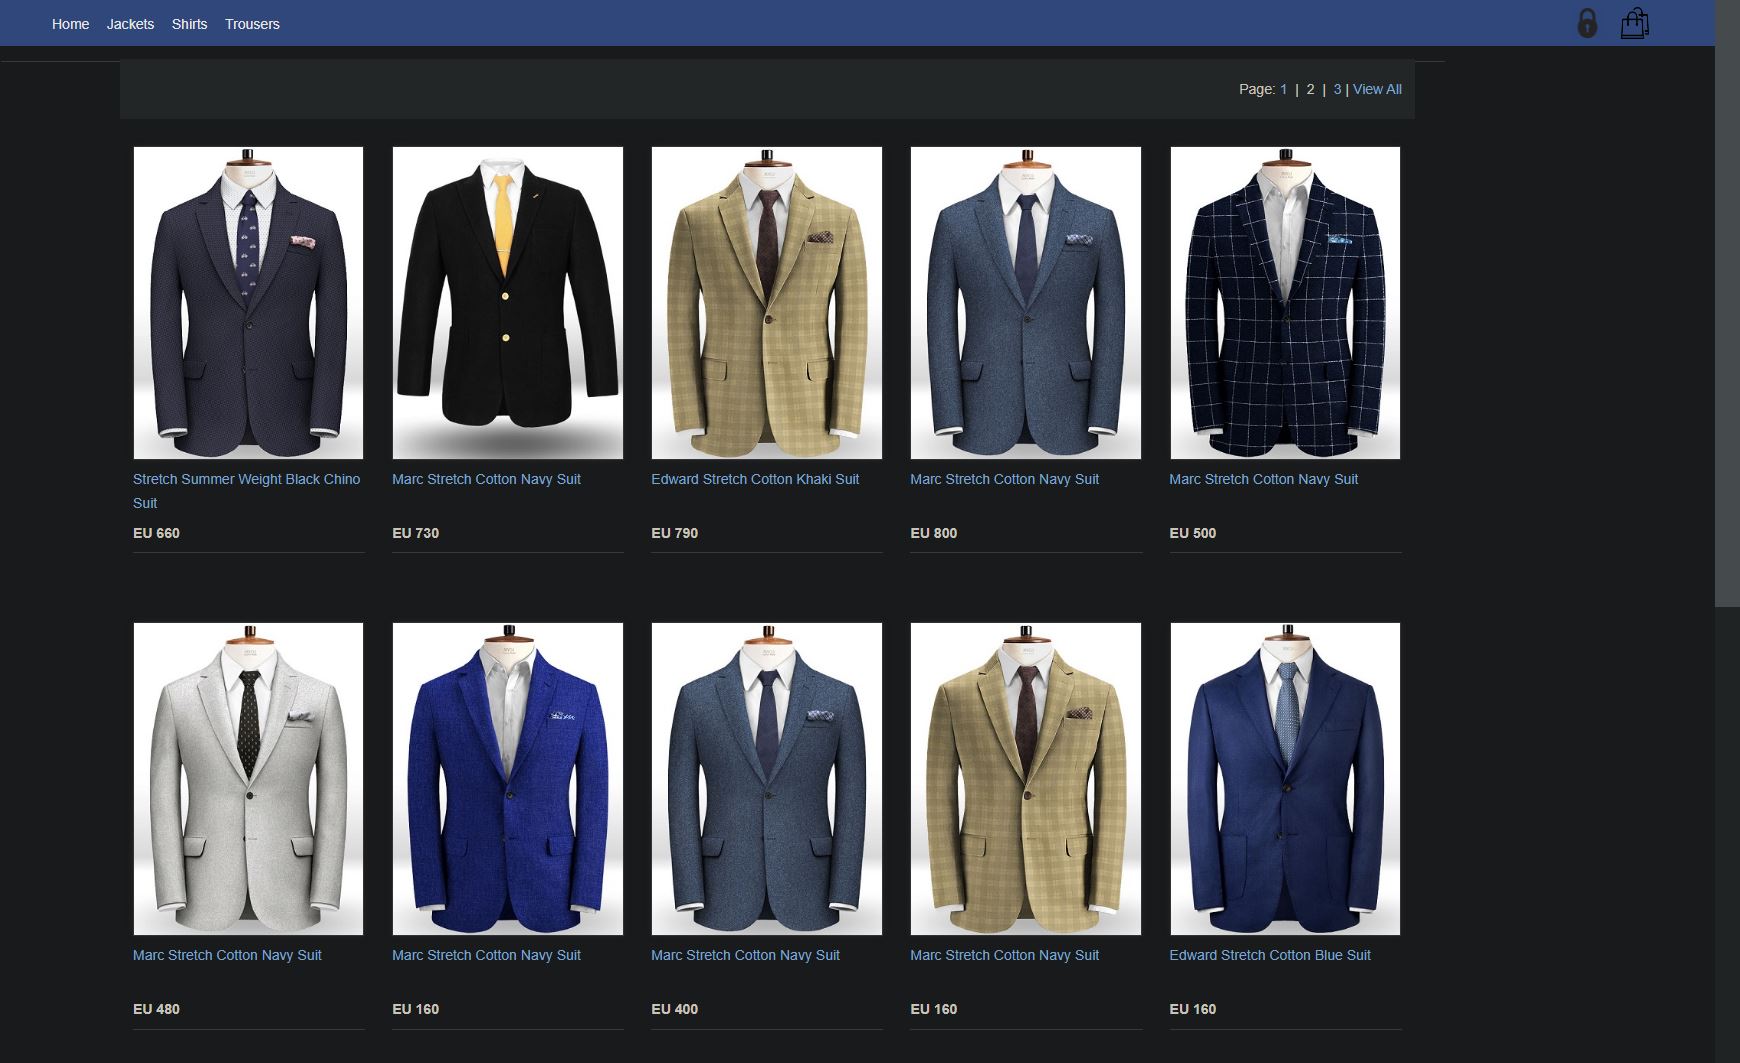 Home Jackets Shirts Trousers
Page: 1 | 2 | 3 | View All
Stretch Summer Weight Black Chino
Suit
EU 660
Marc Stretch Cotton Navy Suit
EU 730
Edward Stretch Cotton Khaki Suit
EU 790
Marc Stretch Cotton Navy Suit
EU 800
Marc Stretch Cotton Navy Suit
EU 500
Marc Stretch Cotton Navy Suit
EU 480
Marc Stretch Cotton Navy Suit
EU 160
Marc Stretch Cotton Navy Suit
EU 400
Marc Stretch Cotton Navy Suit
EU 160
Edward Stretch Cotton Blue Suit
EU 160